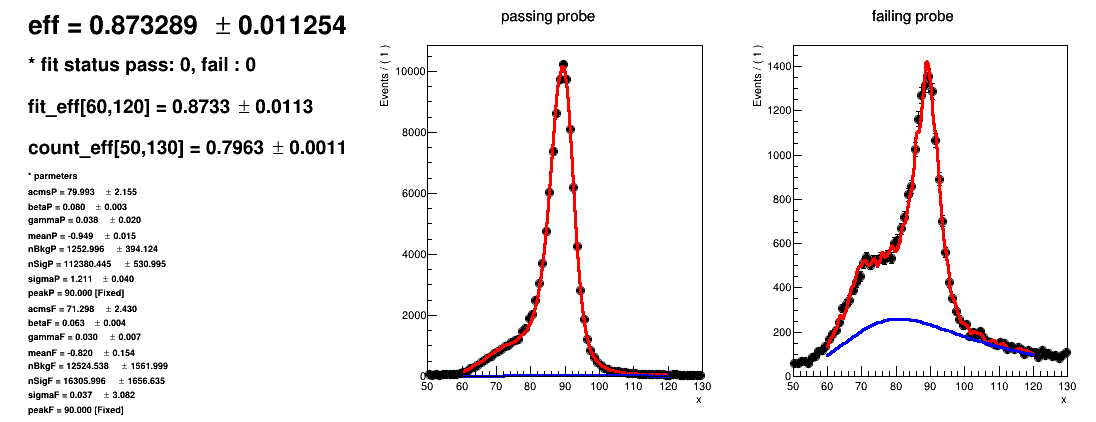 eff = 0.873289 ± 0.011254
* fit status pass: 0, fail : 0
fit_eff[60,120] = 0.8733 ± 0.0113
count_eff[50,130] = 0.7963 ± 0.0011
* parmeters
acmsP = 79.993 ± 2.155
betaP = 0.080 ± 0.003
gammaP = 0.038 ± 0.020
meanP = -0.949 ± 0.015
nBkgP = 1252.996 ± 394.124
nSigP = 112380.445 ± 530.995
sigmaP = 1.211 ± 0.040
peakP = 90.000 [Fixed]
acmsF = 71.298 ± 2.430
betaF = 0.063 ± 0.004
gammaF = 0.030 ± 0.007
meanF = -0.820 ± 0.154
nBkgF = 12524.538 ± 1561.999
nSigF = 16305.996 ± 1656.635
sigmaF = 0.037 ± 3.082
peakF = 90.000 [Fixed]
passing probe
Events / ( 1 )
10000
8000
6000
4000
2000
0
50 60 70 80 90 100 110 120 130
x
failing probe
Events / ( 1 )
1400
1200
1000
800
600
400
200
0
50 60 70 80 90 100 110 120 130
x